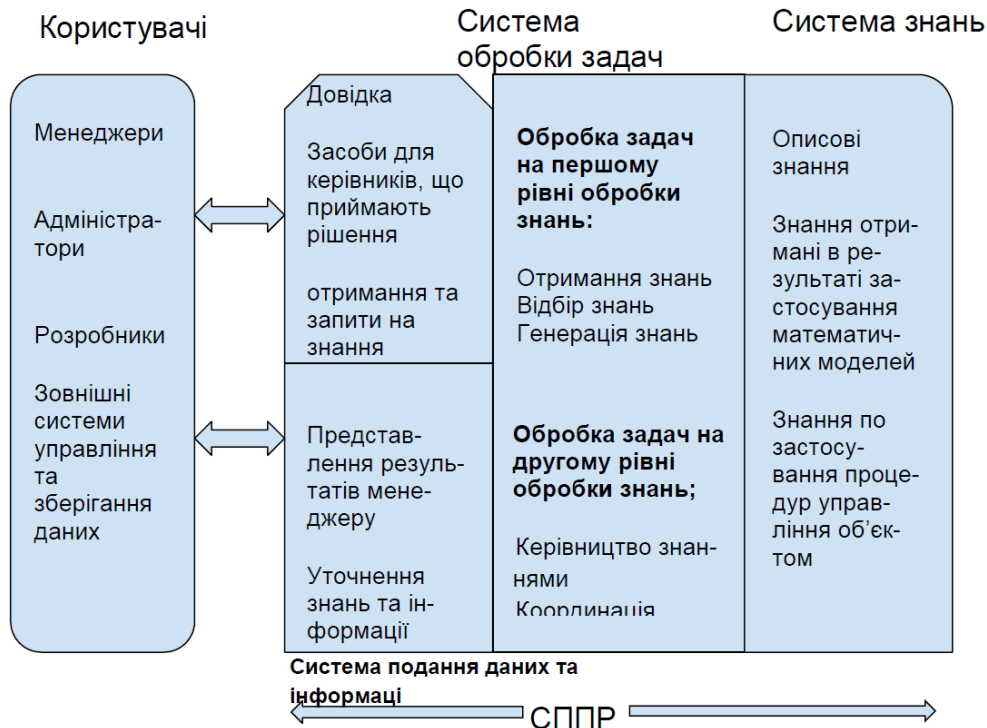 Користувачі
Система
обробки задач
Система знань
Менеджери
Адміністра-
тори
Розробники
Зовнішні
системи
управління
та
зберігання
даних
Довідка
Засоби для
керівників, що
приймають
рішення
отримання та
запити на
знання
Представ-
лення резуль-
татів мене-
джеру
Уточнення
знань та ін-
формації
Обробка задач
на першому
рівні обробки
знань:
Отримання знань
Відбір знань
Генерація знань
Обробка задач на
другому рівні
обробки знань;
Керівництво знан-
нями
Координація
Описові
знання
Знання отри-
мані в ре-
зультаті за-
стосування
математич-
них моделей
Знання по
застосу-
вання проце-
дур управ-
ління об’єк-
том
Система подання даних та
інформаці
СППР